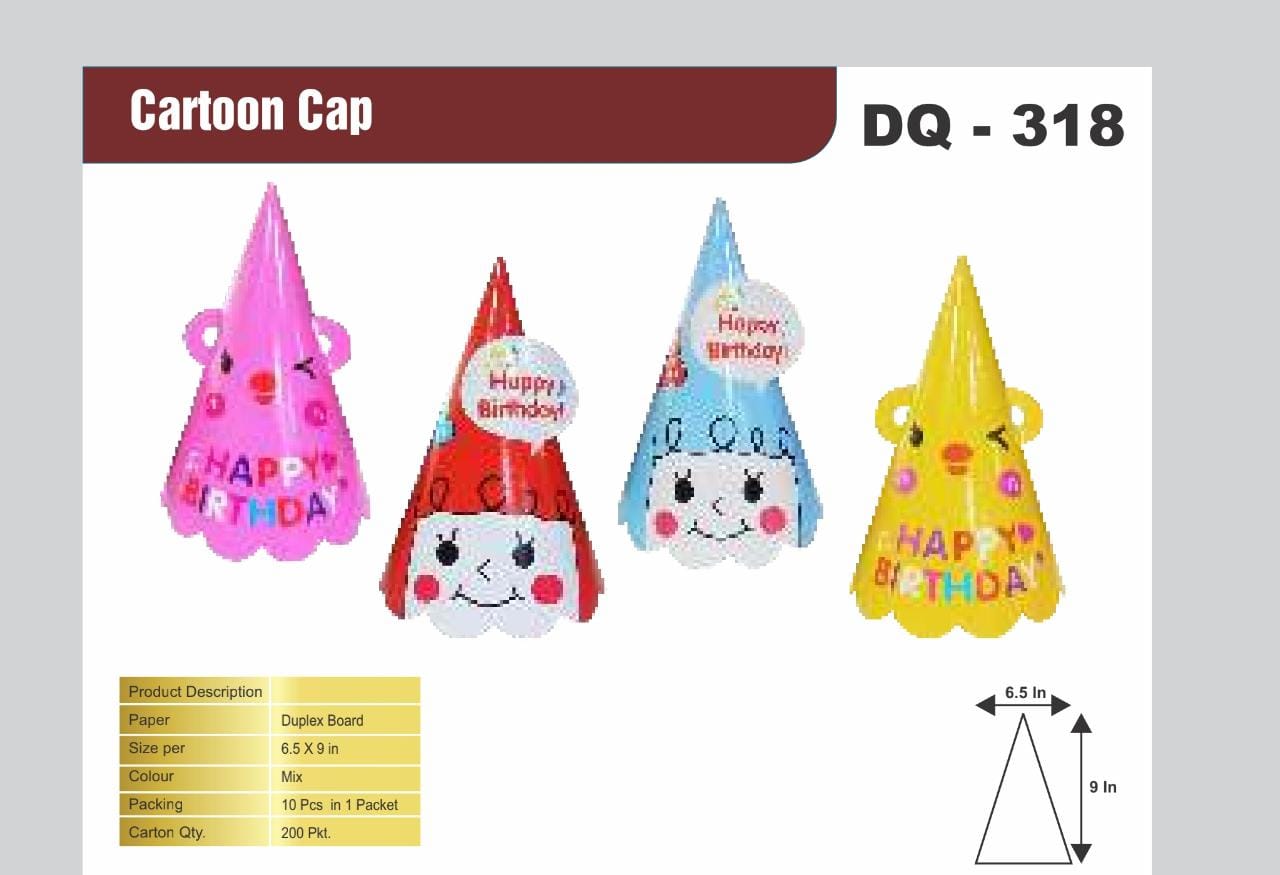 Cartoon Cap
DQ - 318
HAPPY
BIRTHDAY
Huppy
Birthday!
Happy
Birthday!
HAPPY
BIRTHDAY
Product Description
Paper Duplex Board
Size per 6.5 X 9 in
Colour Mix
Packing 10 Pcs in 1 Packet
Carton Qty. 200 Pkt.
6.5 In
9 In